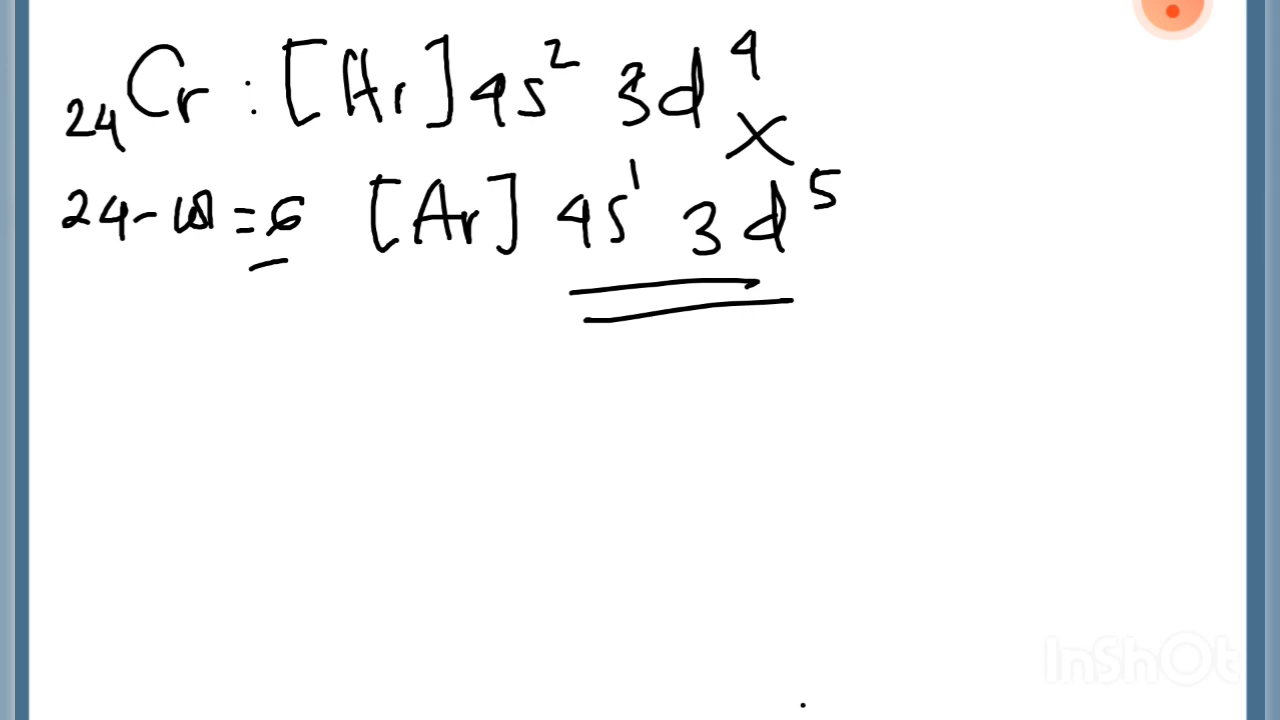 ₂₄Cr : [Ar] 4s² 3d⁴ X
24-18=6 [Ar] 4s¹ 3d⁵
InShOt